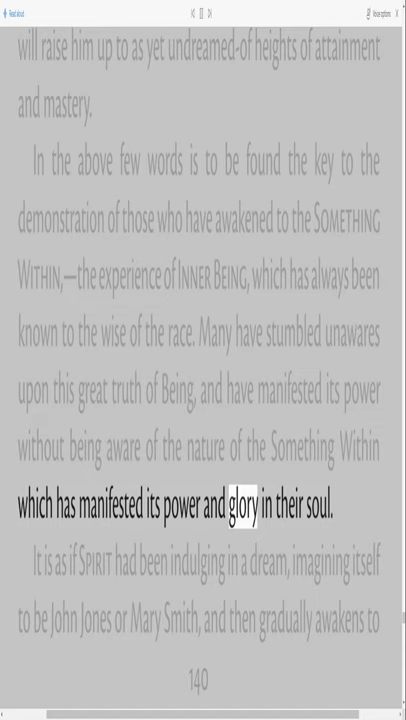 Read aloud
Voice options
will raise him up to as yet undreamed-of heights of attainment
and mastery.
In the above few words is to be found the key to the
demonstration of those who have awakened to the SOMETHING
WITHIN,—the experience of INNER BEING, which has always been
known to the wise of the race. Many have stumbled unawares
upon this great truth of Being, and have manifested its power
without being aware of the nature of the Something Within
which has manifested its power and glory in their soul.
It is as if SPIRIT had been indulging in a dream, imagining itself
to be John Jones or Mary Smith, and then gradually awakens to
140